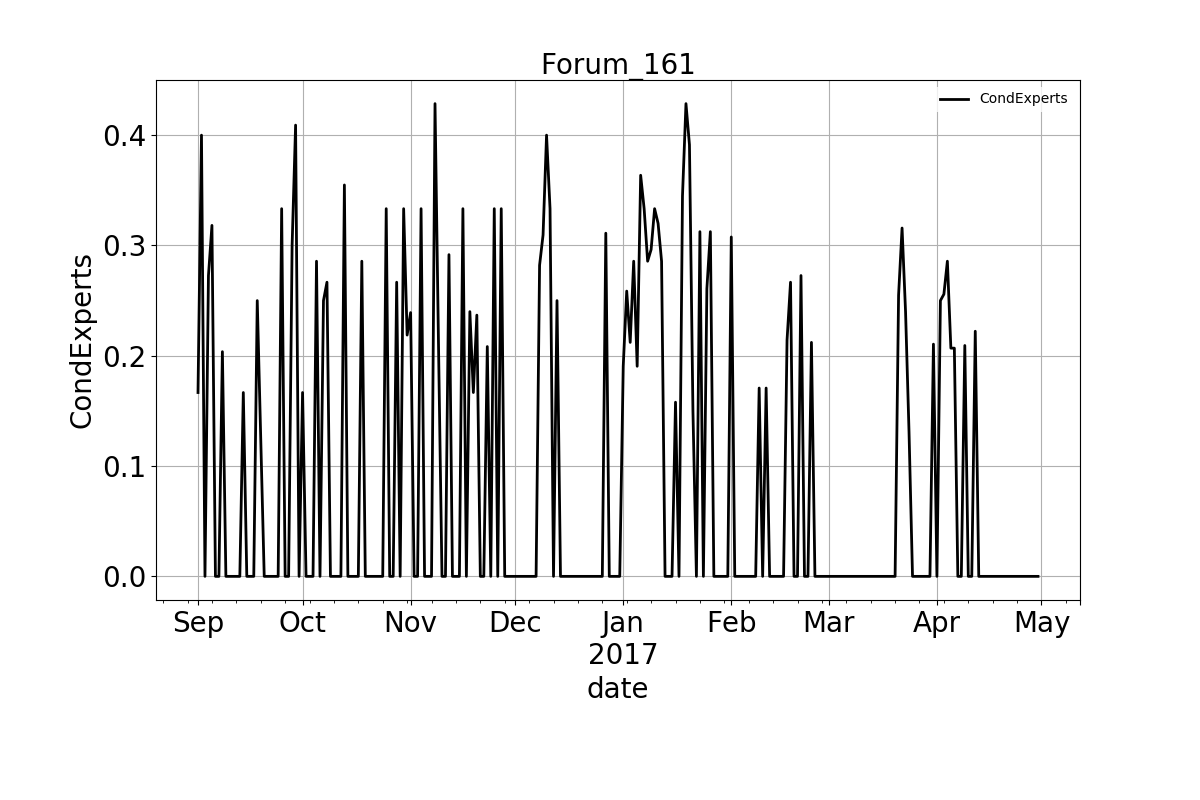 Forum_161
CondExperts
CondExperts
0.4
0.3
0.2
0.1
0.0
Sep Oct Nov Dec Jan Feb Mar Apr May
2017
date